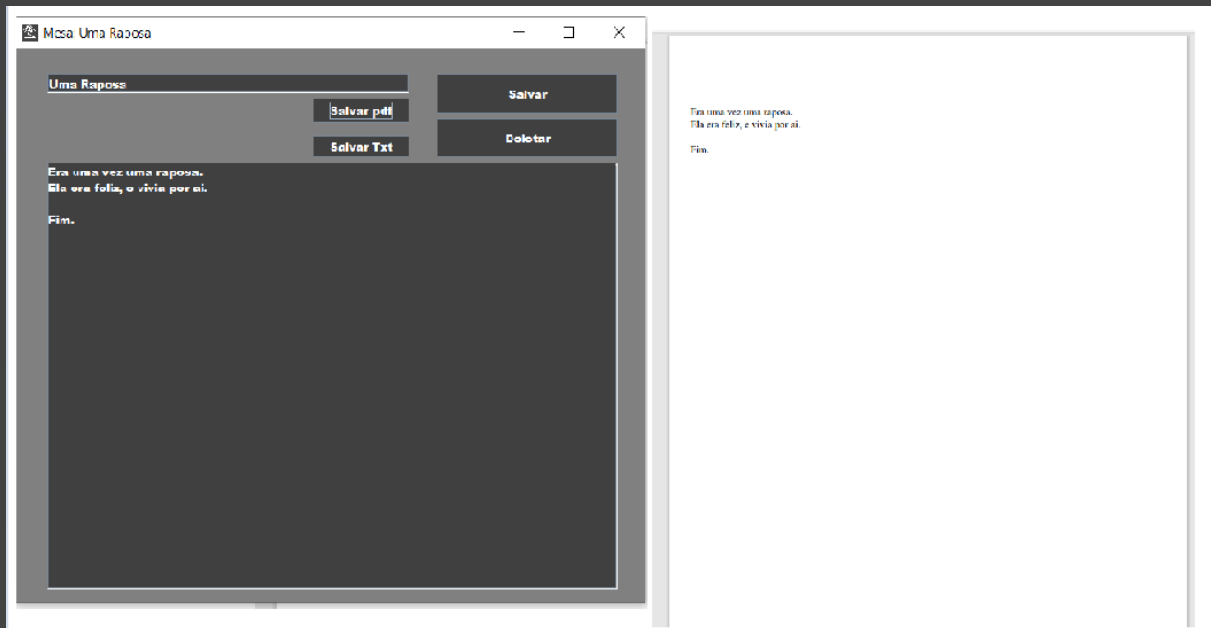 Mesa: Uma Raposa
Uma Raposa
Salvar pdf
Salvar Txt
Salvar
Deletar
Era uma vez uma raposa.
Ela era feliz, e vivia por ai.
Fim.
Era uma vez uma raposa.
Ela era feliz, e vivia por ai.
Fim.